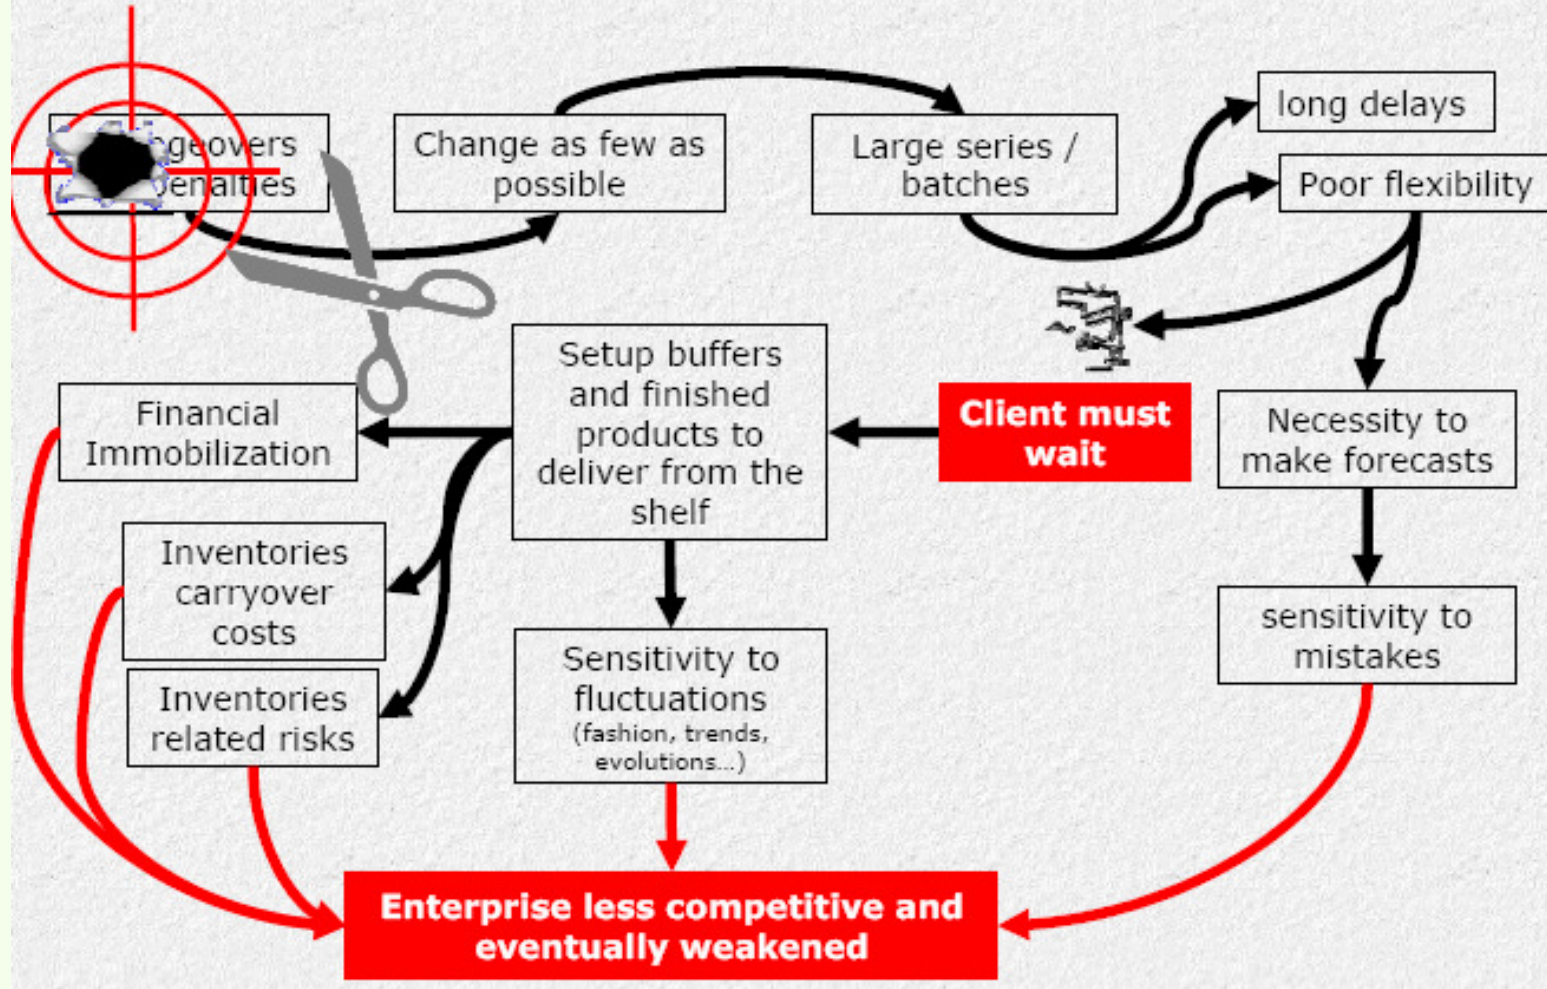 long delays
geovers
penalties
Change as few as
possible
Large series /
batches
Poor flexibility
Setup buffers
and finished
products to
deliver from the
shelf
Client must
wait
Necessity to
make forecasts
Financial
Immobilization
Inventories
carryover
costs
sensitivity to
mistakes
Inventories
related risks
Sensitivity to
fluctuations
(fashion, trends,
evolutions...)
Enterprise less competitive and
eventually weakened